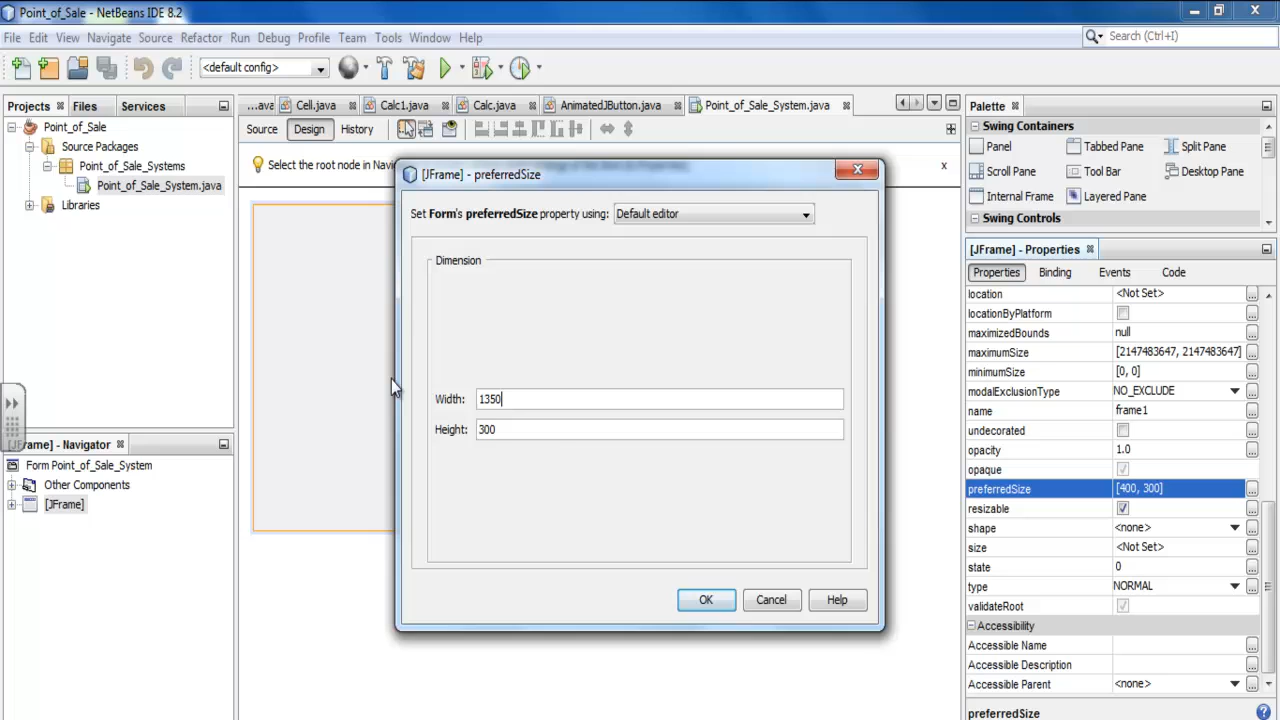 Point_of_Sale - NetBeans IDE 8.2
File Edit View Navigate Source Refactor Run Debug Profile Team Tools Window Help
Search (Ctrl+I)
<default config>
Projects Files Services
...ava Cell.java Calc1.java Calc.java AnimatedJButton.java Point_of_Sale_System.java
Palette
Source Design History
Swing Containers
Point_of_Sale
Source Packages
Point_of_Sale_Systems
Point_of_Sale_System.java
Libraries
Select the root node in Navi
x
Panel Tabbed Pane Split Pane
Scroll Pane Tool Bar Desktop Pane
Internal Frame Layered Pane
Swing Controls
[JFrame] - preferredSize
Set Form's preferredSize property using: Default editor
Dimension
Width: 1350
Height: 300
OK Cancel Help
[JFrame] - Properties
Properties Binding Events Code
location <Not Set> ...
locationByPlatform ...
maximizedBounds null ...
maximumSize [2147483647, 2147483647] ...
minimumSize [0, 0] ...
modalExclusionType NO_EXCLUDE ...
name frame1 ...
undecorated ...
opacity 1.0 ...
opaque ...
preferredSize [400, 300] ...
resizable ...
shape <none> ...
size <Not Set> ...
state 0 ...
type NORMAL ...
validateRoot ...
Accessibility
Accessible Name ...
Accessible Description ...
Accessible Parent <none> ...
preferredSize
[JFrame] - Navigator
Form Point_of_Sale_System
Other Components
[JFrame]